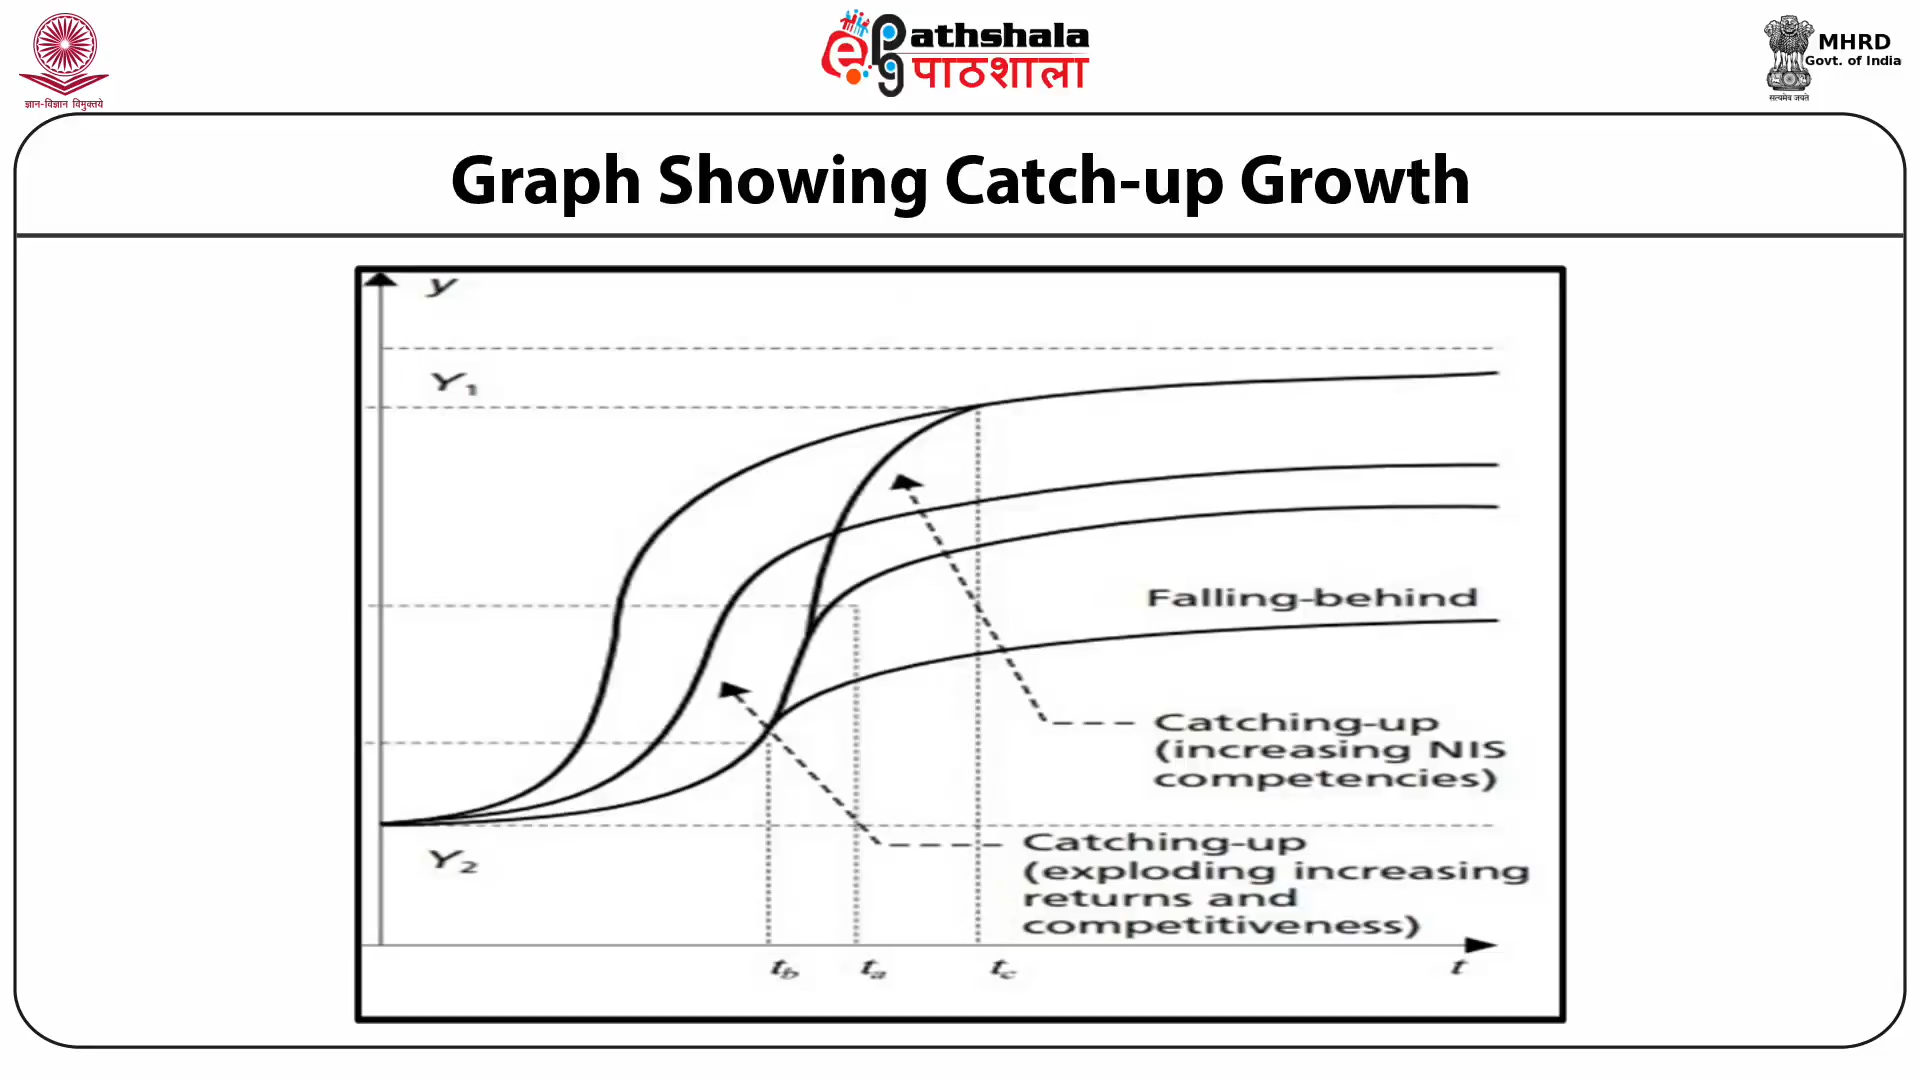 ePathshala
पाठशाला
MHRD
Govt. of India
ज्ञान-विज्ञान विमुक्तये
सत्यमेव जयते
Graph Showing Catch-up Growth
y
Y₁
Falling-behind
Catching-up
(increasing NIS
competencies)
Catching-up
(exploding increasing
returns and
competitiveness)
Y₂
t_b t_a t_c t